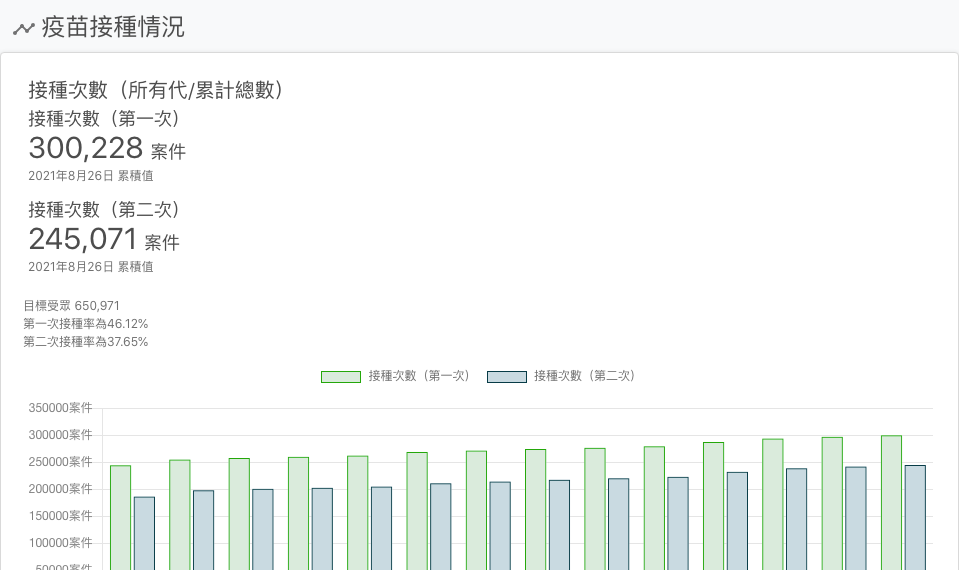 疫苗接種情況
接種次數（所有代/累計總數）
接種次數（第一次）
300,228 案件
2021年8月26日 累積值
接種次數（第二次）
245,071 案件
2021年8月26日 累積值
目標受眾 650,971
第一次接種率為46.12%
第二次接種率為37.65%
接種次數（第一次） 接種次數（第二次）
350000案件
300000案件
250000案件
200000案件
150000案件
100000案件
50000案件